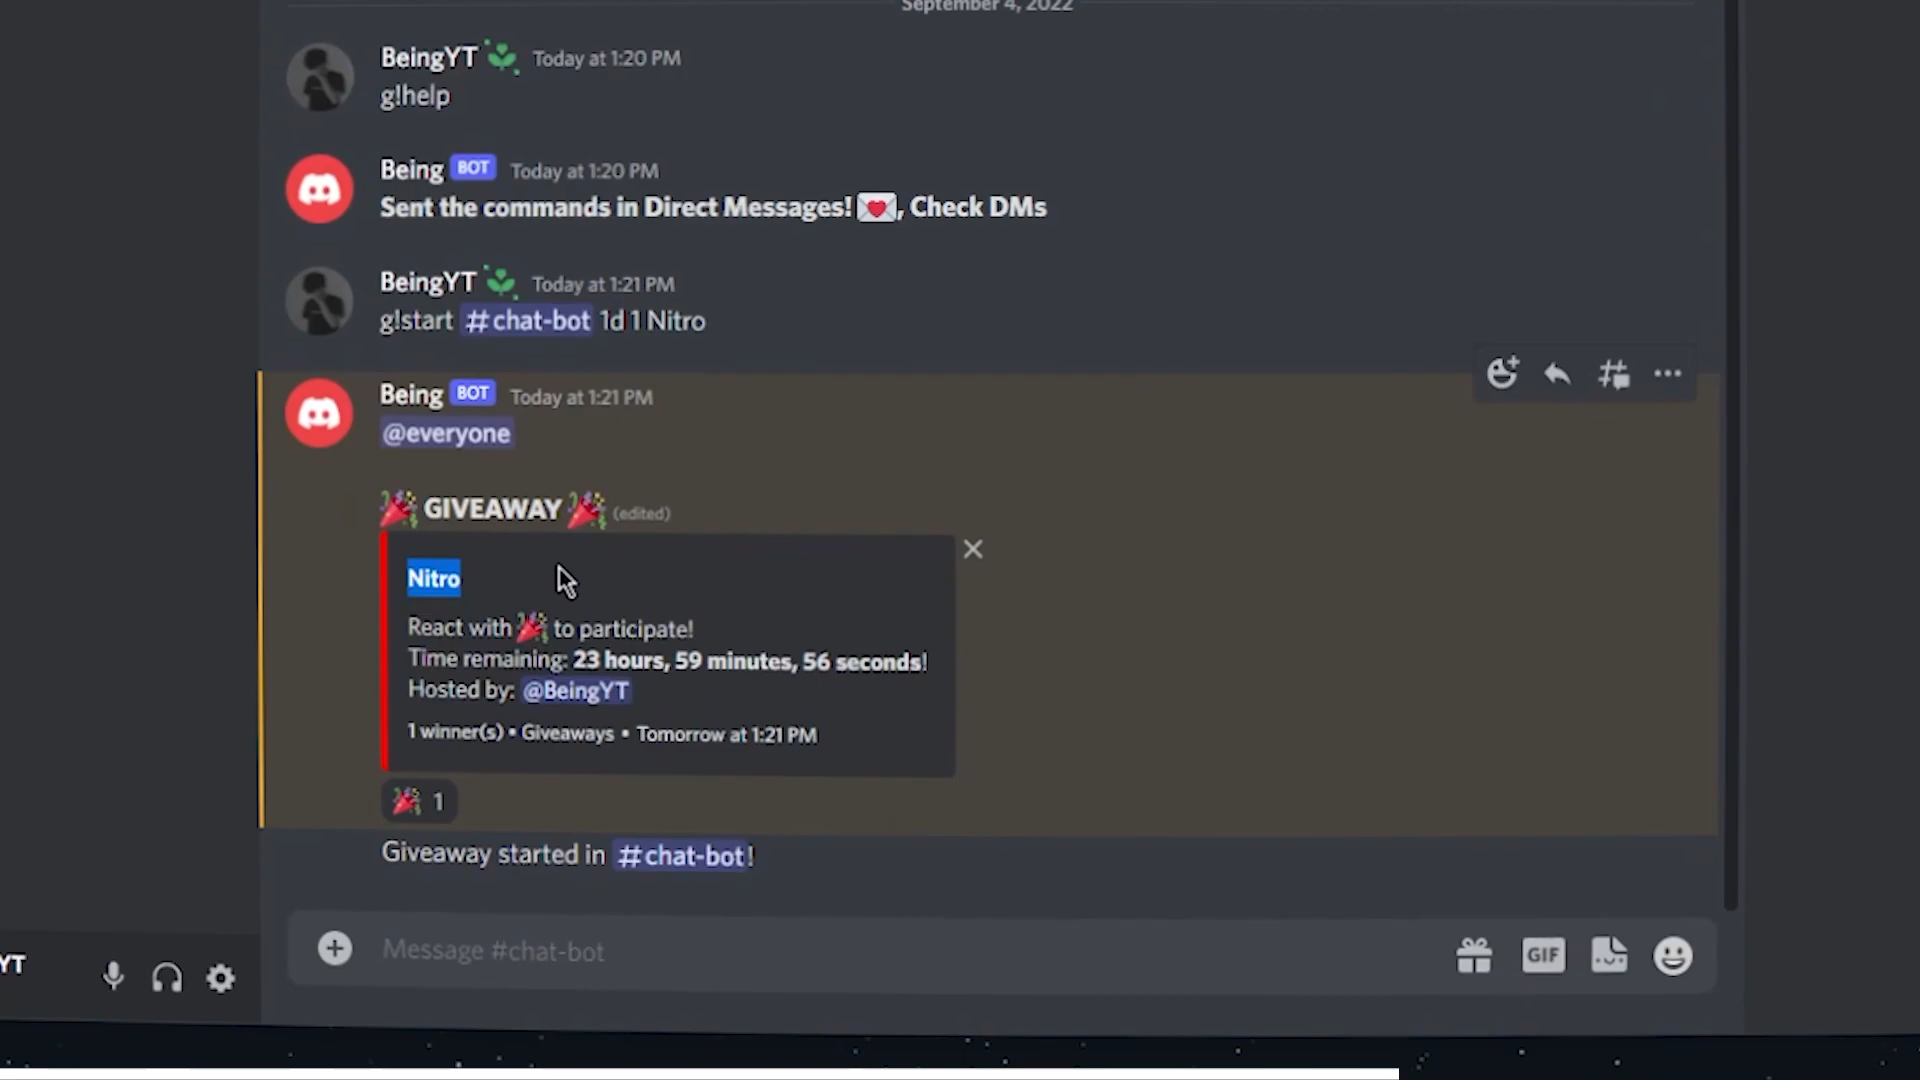 September 4, 2022
BeingYT Today at 1:20 PM
g!help
Being BOT Today at 1:20 PM
Sent the commands in Direct Messages! 💌, Check DMs
BeingYT Today at 1:21 PM
g!start #chat-bot 1d 1 Nitro
Being BOT Today at 1:21 PM
@everyone
🎉 GIVEAWAY 🎉 (edited)
Nitro
React with 🎉 to participate!
Time remaining: 23 hours, 59 minutes, 56 seconds!
Hosted by: @BeingYT
1 winner(s) • Giveaways • Tomorrow at 1:21 PM
🎉 1
Giveaway started in #chat-bot!
Message #chat-bot
GIF
YT